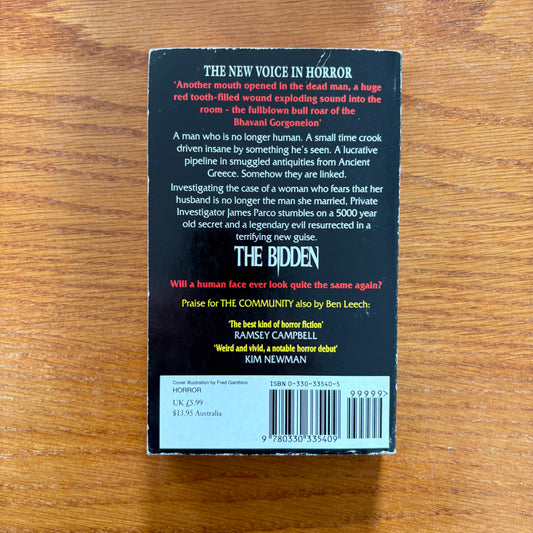 THE NEW VOICE IN HORROR
'Another mouth opened in the dead man, a huge
red tooth-filled wound exploding sound into the
room - the fullblown bull roar of the
Bhavani Gorgonelon'
A man who is no longer human. A small time crook
driven insane by something he's seen. A lucrative
pipeline in smuggled antiquities from Ancient
Greece. Somehow they are linked.
Investigating the case of a woman who fears that her
husband is no longer the man she married, Private
Investigator James Parco stumbles on a 5000 year
old secret and a legendary evil resurrected in a
terrifying new guise.
THE BIDDEN
Will a human face ever look quite the same again?
Praise for THE COMMUNITY also by Ben Leech:
'The best kind of horror fiction'
RAMSEY CAMPBELL
'Weird and vivid, a notable horror debut'
KIM NEWMAN
Cover illustration by Fred Gambino
HORROR
UK £5.99
$13.95 Australia
ISBN 0-330-33540-5
99999>
9 780330 335409